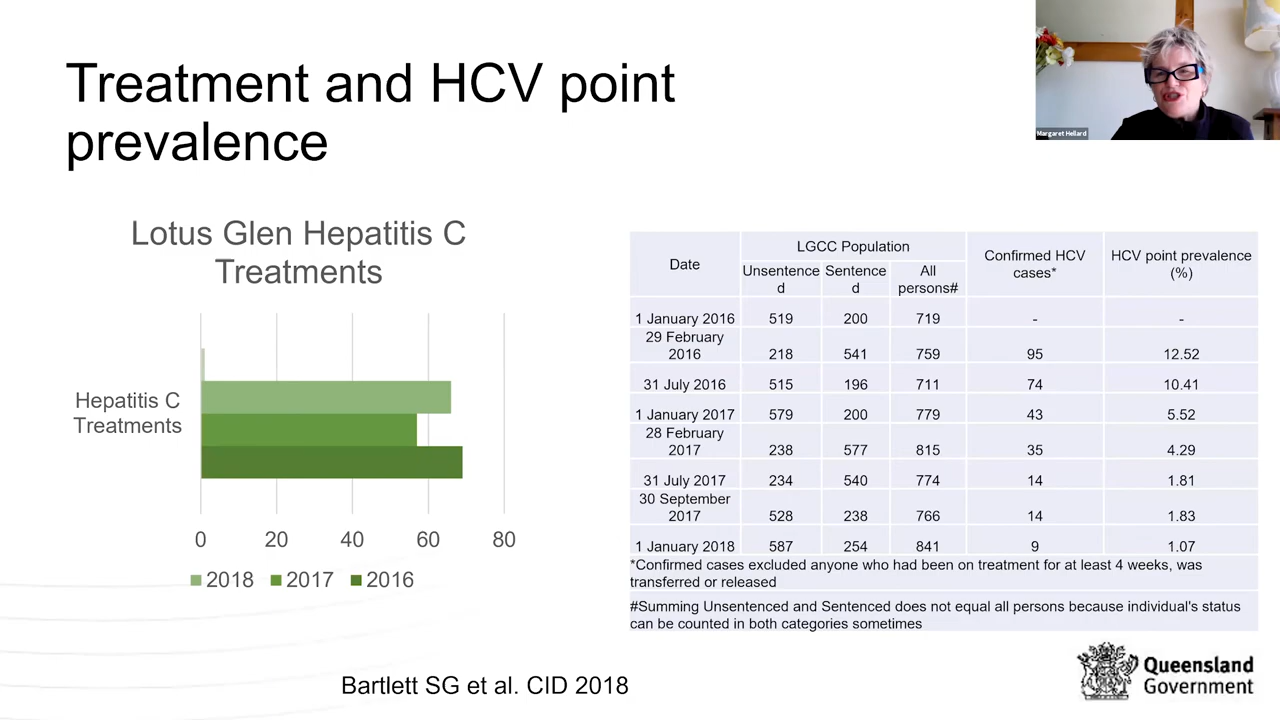 Treatment and HCV point
prevalence
Margaret Hellard
Lotus Glen Hepatitis C
Treatments
Hepatitis C
Treatments
0 20 40 60 80
2018 2017 2016
Date
LGCC Population
Confirmed HCV
cases*
HCV point prevalence
(%)
Unsentence
d
Sentence
d
All
persons#
1 January 2016 519 200 719 - -
29 February
2016 218 541 759 95 12.52
31 July 2016 515 196 711 74 10.41
1 January 2017 579 200 779 43 5.52
28 February
2017 238 577 815 35 4.29
31 July 2017 234 540 774 14 1.81
30 September
2017 528 238 766 14 1.83
1 January 2018 587 254 841 9 1.07
*Confirmed cases excluded anyone who had been on treatment for at least 4 weeks, was
transferred or released
#Summing Unsentenced and Sentenced does not equal all persons because individual's status
can be counted in both categories sometimes
Bartlett SG et al. CID 2018
Queensland
Government